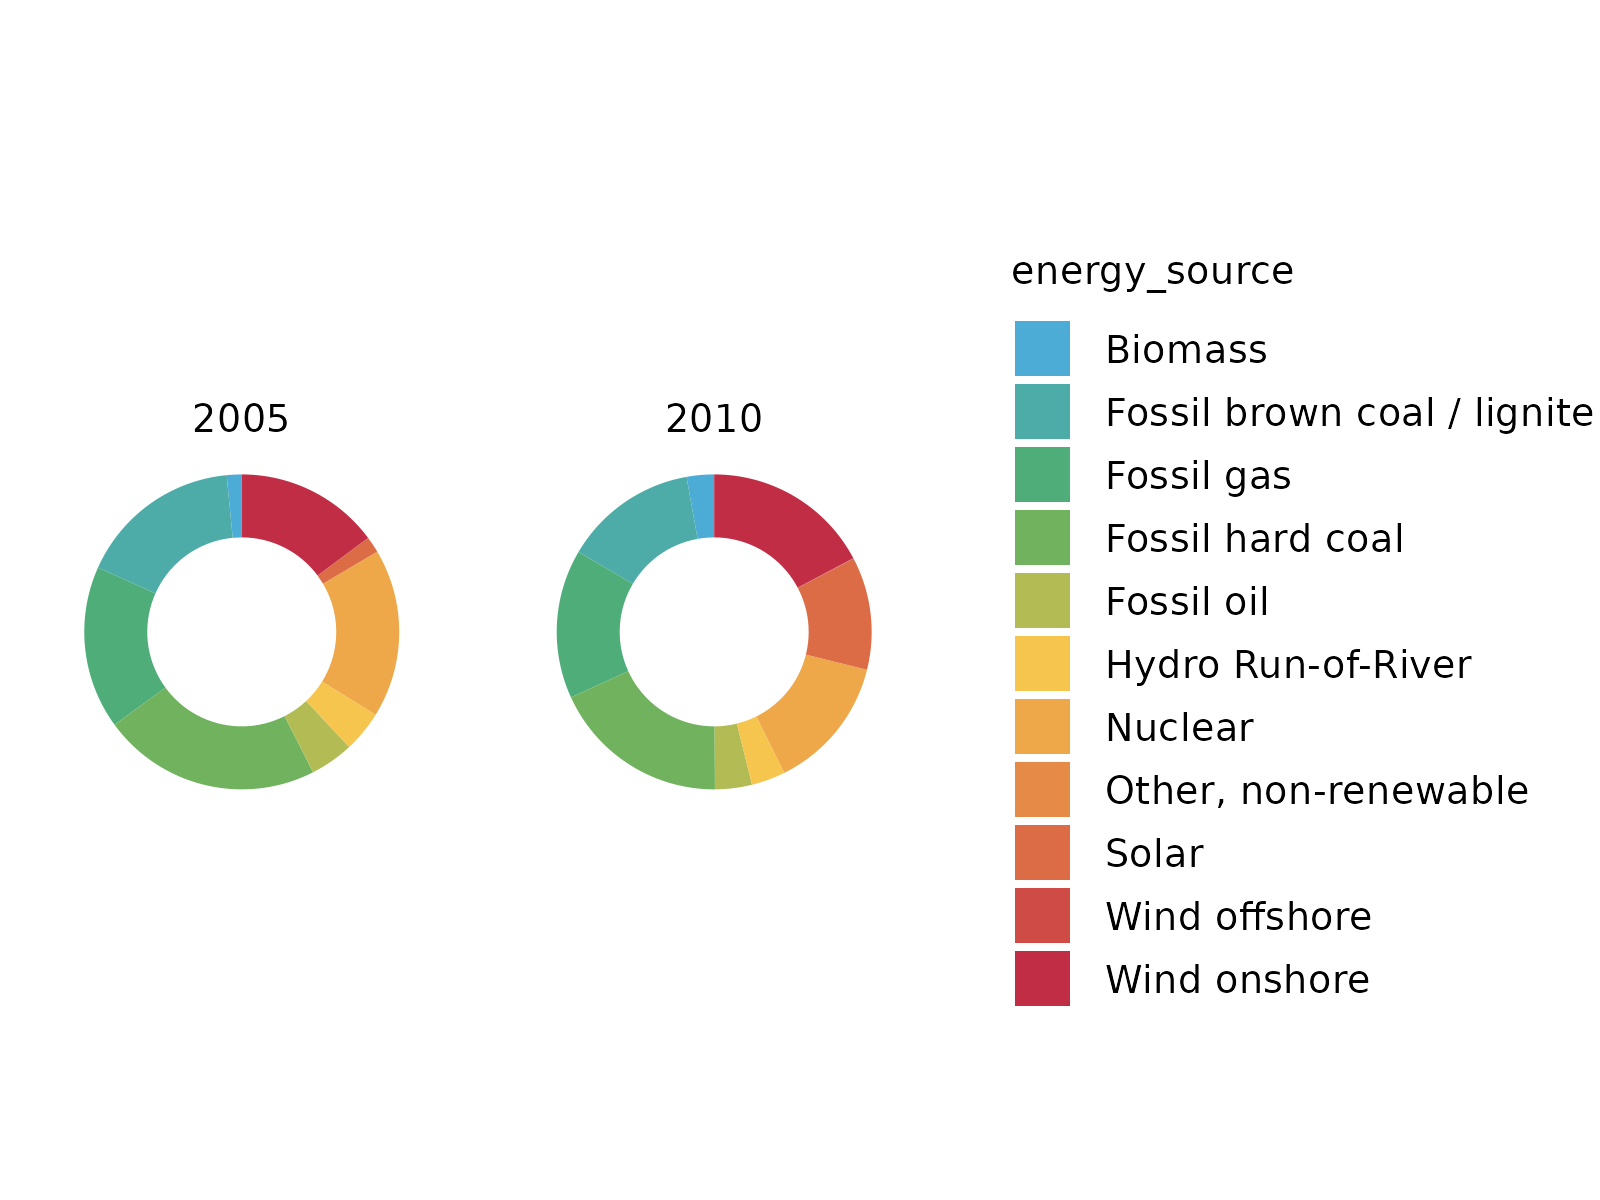 energy_source
Biomass
Fossil brown coal / lignite
2005
2010
Fossil gas
Fossil hard coal
Fossil oil
Hydro Run-of-River
Nuclear
Other, non-renewable
Solar
Wind offshore
Wind onshore